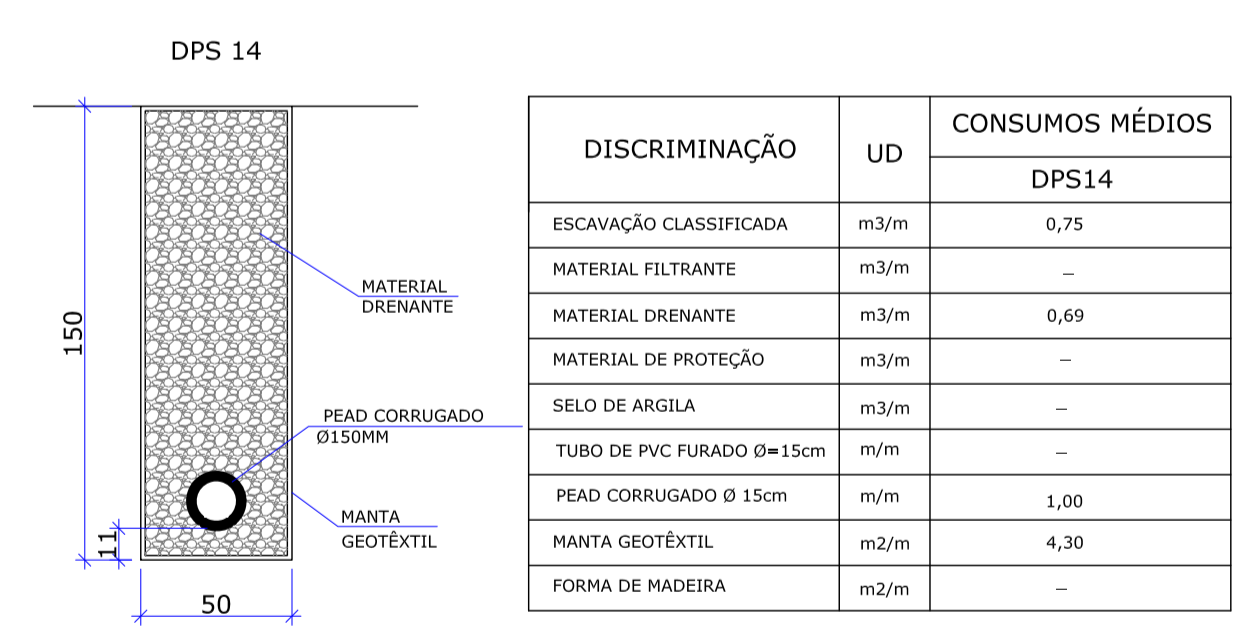 DPS 14
150
11
50
MATERIAL
DRENANTE
PEAD CORRUGADO
Ø150MM
MANTA
GEOTÊXTIL
DISCRIMINAÇÃO UD CONSUMOS MÉDIOS
DPS14
ESCAVAÇÃO CLASSIFICADA m3/m 0,75
MATERIAL FILTRANTE m3/m –
MATERIAL DRENANTE m3/m 0,69
MATERIAL DE PROTEÇÃO m3/m –
SELO DE ARGILA m3/m –
TUBO DE PVC FURADO Ø=15cm m/m –
PEAD CORRUGADO Ø 15cm m/m 1,00
MANTA GEOTÊXTIL m2/m 4,30
FORMA DE MADEIRA m2/m –